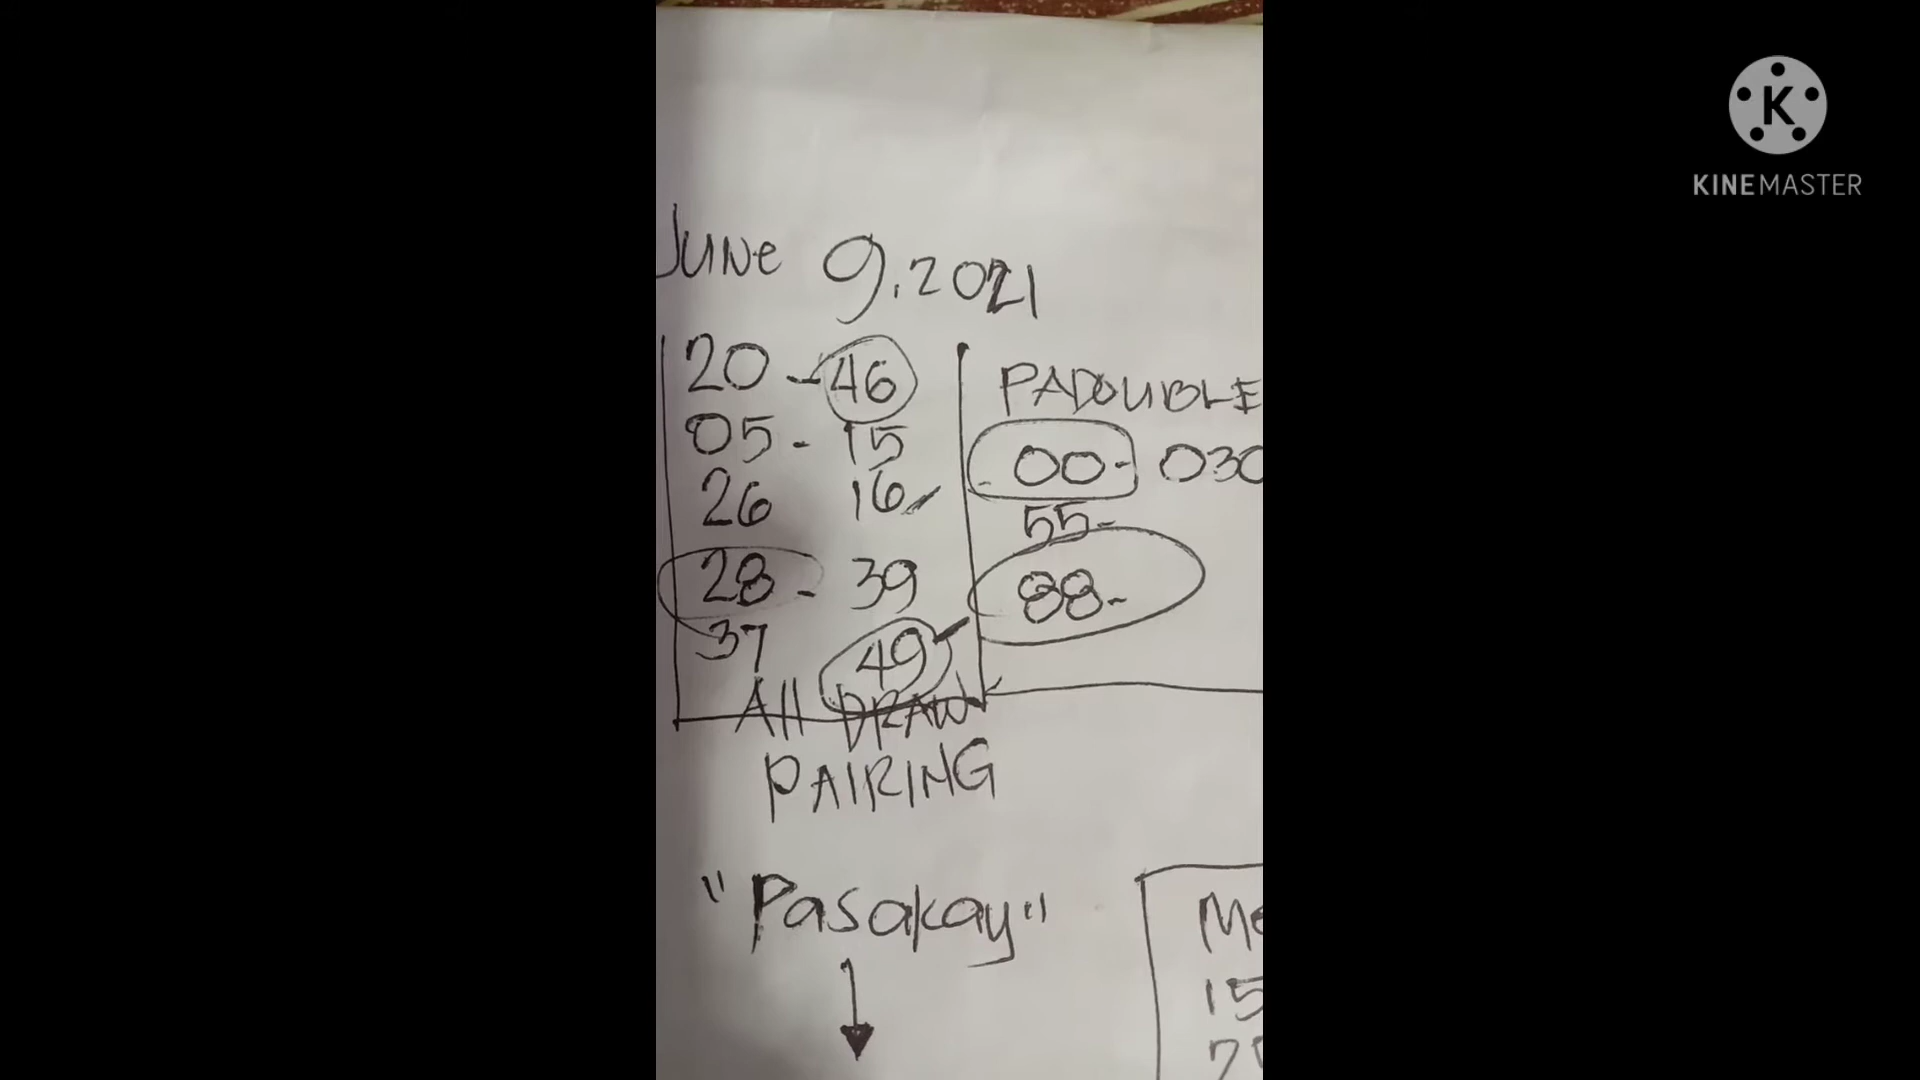 JUNE 9, 2021
20 - 46
05 - 15
26 16
28 - 39
37 49
All DRAW
PAIRING
PADOUBLE
00 - 030
55 -
88 -
"Pasakay"
15
K
KINEMASTER